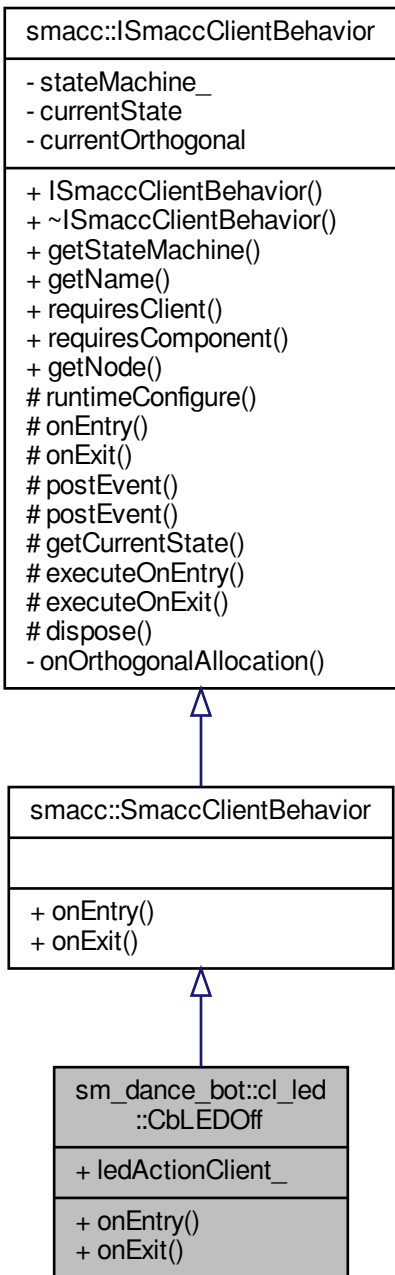 smacc::ISmaccClientBehavior
- stateMachine_
- currentState
- currentOrthogonal
+ ISmaccClientBehavior()
+ ~ISmaccClientBehavior()
+ getStateMachine()
+ getName()
+ requiresClient()
+ requiresComponent()
+ getNode()
# runtimeConfigure()
# onEntry()
# onExit()
# postEvent()
# postEvent()
# getCurrentState()
# executeOnEntry()
# executeOnExit()
# dispose()
- onOrthogonalAllocation()
smacc::SmaccClientBehavior
+ onEntry()
+ onExit()
sm_dance_bot::cl_led
::CbLEDOff
+ ledActionClient_
+ onEntry()
+ onExit()